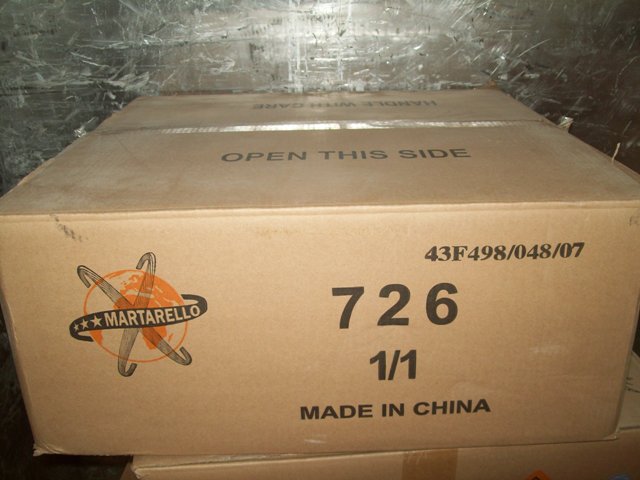 HANDLE WITH CARE
OPEN THIS SIDE
43F498/048/07
★★★ MARTARELLO
726
1/1
MADE IN CHINA